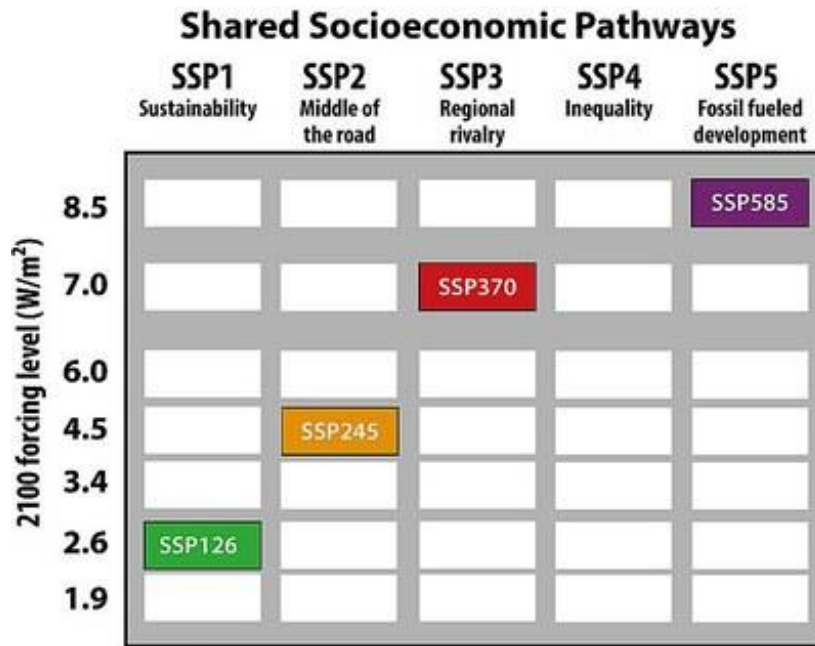 Shared Socioeconomic Pathways
SSP1 SSP2 SSP3 SSP4 SSP5
Sustainability Middle of Regional Inequality Fossil fueled
the road rivalry development
2100 forcing level (W/m²)
8.5 SSP585
7.0 SSP370
6.0
4.5 SSP245
3.4
2.6 SSP126
1.9